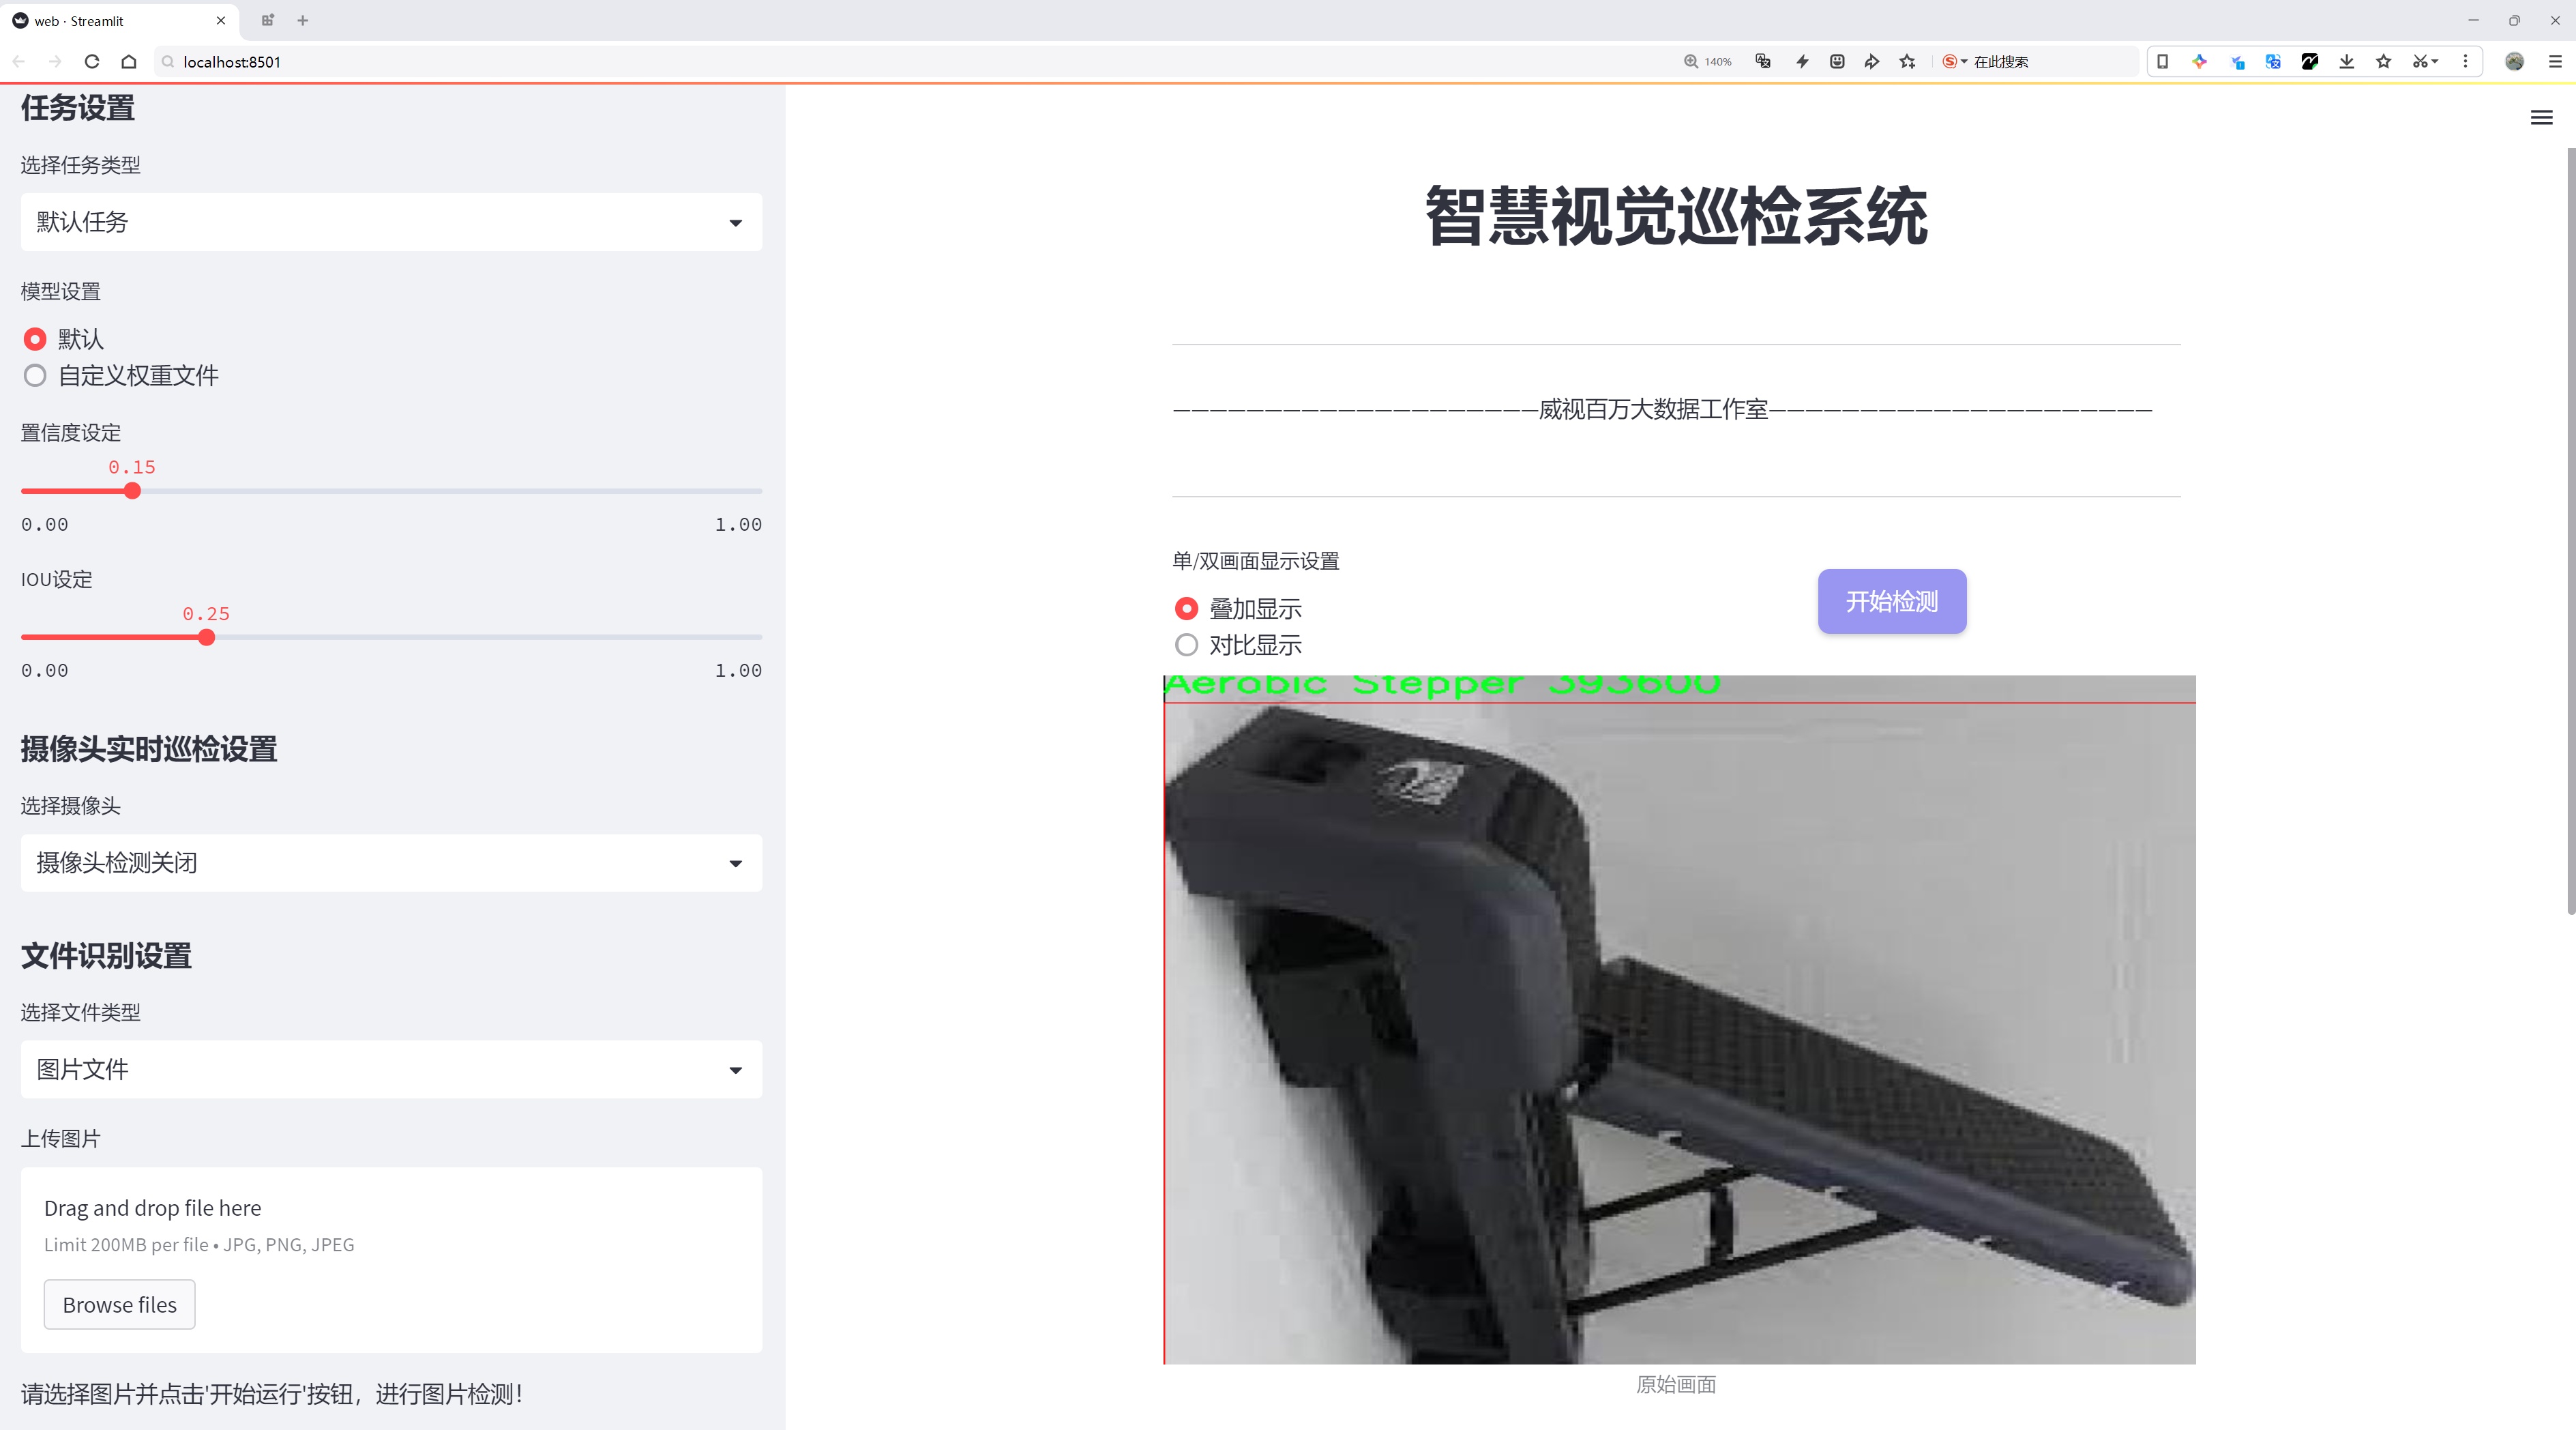 web · Streamlit
localhost:8501
140%
在此搜索
任务设置
选择任务类型
默认任务
模型设置
默认
自定义权重文件
置信度设定
0.15
0.00
1.00
IOU设定
0.25
0.00
1.00
摄像头实时巡检设置
选择摄像头
摄像头检测关闭
文件识别设置
选择文件类型
图片文件
上传图片
Drag and drop file here
Limit 200MB per file • JPG, PNG, JPEG
Browse files
请选择图片并点击'开始运行'按钮，进行图片检测！
智慧视觉巡检系统
————————————————————威视百万大数据工作室—————————————————————
单/双画面显示设置
叠加显示
对比显示
开始检测
Aerobic Stepper 393600
原始画面